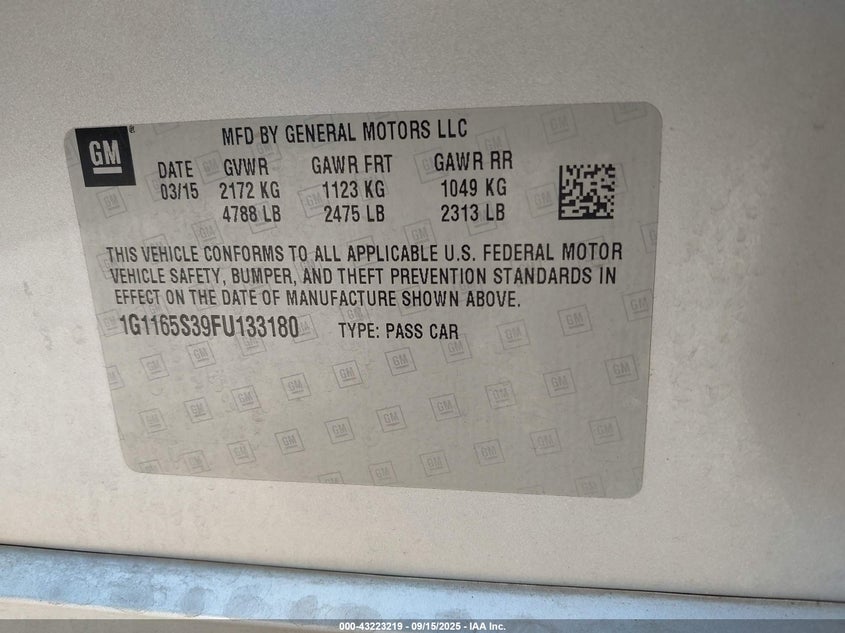 MFD BY GENERAL MOTORS LLC
GM
DATE GVWR GAWR FRT GAWR RR
03/15 2172 KG 1123 KG 1049 KG
4788 LB 2475 LB 2313 LB
THIS VEHICLE CONFORMS TO ALL APPLICABLE U.S. FEDERAL MOTOR
VEHICLE SAFETY, BUMPER, AND THEFT PREVENTION STANDARDS IN
EFFECT ON THE DATE OF MANUFACTURE SHOWN ABOVE.
1G1165S39FU133180 TYPE: PASS CAR
000-43223219 - 09/15/2025 - IAA Inc.